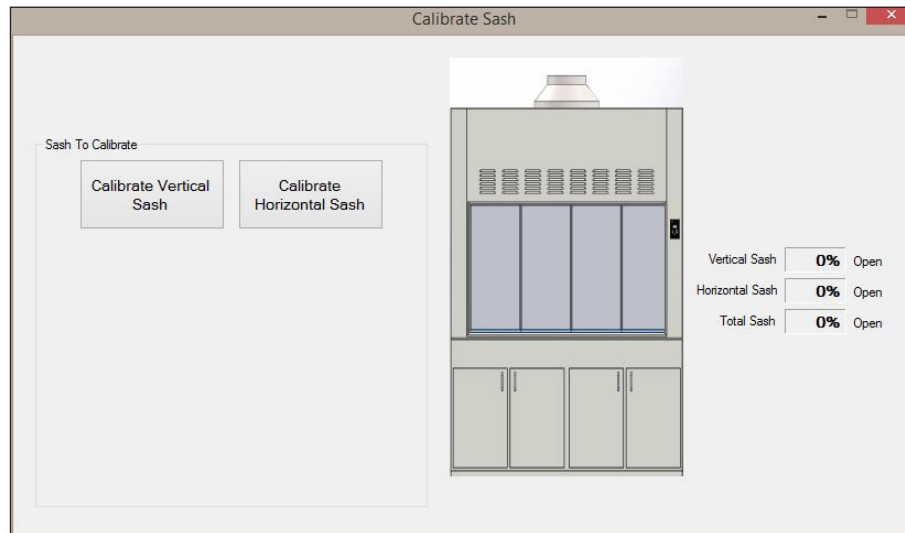 Calibrate Sash
Sash To Calibrate
Calibrate Vertical
Sash
Calibrate
Horizontal Sash
Vertical Sash 0% Open
Horizontal Sash 0% Open
Total Sash 0% Open